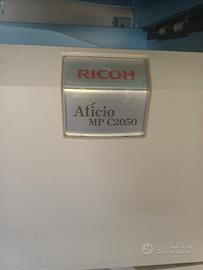 RICOH
Aficio
MP C2050
subito